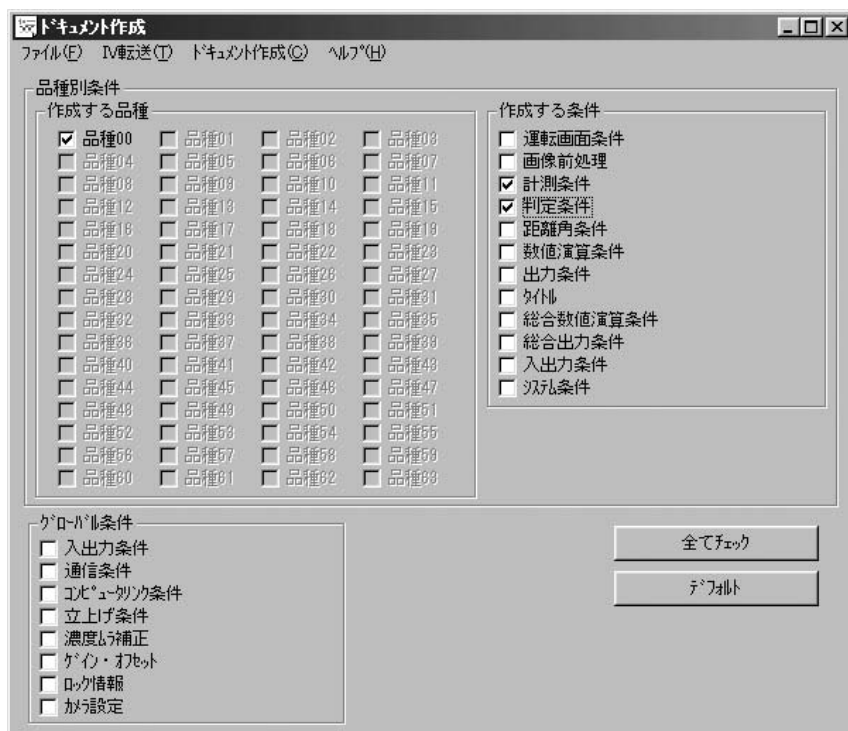 ﾄﾞｷｭﾒﾝﾄ作成
ﾌｧｲﾙ(F) IV転送(T) ﾄﾞｷｭﾒﾝﾄ作成(C) ﾍﾙﾌﾟ(H)
品種別条件
作成する品種
品種00 品種01 品種02 品種03
品種04 品種05 品種06 品種07
品種08 品種09 品種10 品種11
品種12 品種13 品種14 品種15
品種16 品種17 品種18 品種19
品種20 品種21 品種22 品種23
品種24 品種25 品種26 品種27
品種28 品種29 品種30 品種31
品種32 品種33 品種34 品種35
品種36 品種37 品種38 品種39
品種40 品種41 品種42 品種43
品種44 品種45 品種46 品種47
品種48 品種49 品種50 品種51
品種52 品種53 品種54 品種55
品種56 品種57 品種58 品種59
品種60 品種61 品種62 品種63
作成する条件
運転画面条件
画像前処理
計測条件
判定条件
距離角条件
数値演算条件
出力条件
ﾀｲﾄﾙ
総合数値演算条件
総合出力条件
入出力条件
ｼｽﾃﾑ条件
ｸﾞﾛｰﾊﾞﾙ条件
入出力条件
通信条件
ｺﾝﾋﾟｭｰﾀﾘﾝｸ条件
立上げ条件
濃度ﾑﾗ補正
ｹﾞｲﾝ・ｵﾌｾｯﾄ
ﾛｯｸ情報
ｶﾒﾗ設定
全てﾁｪｯｸ
ﾃﾞﾌｫﾙﾄ